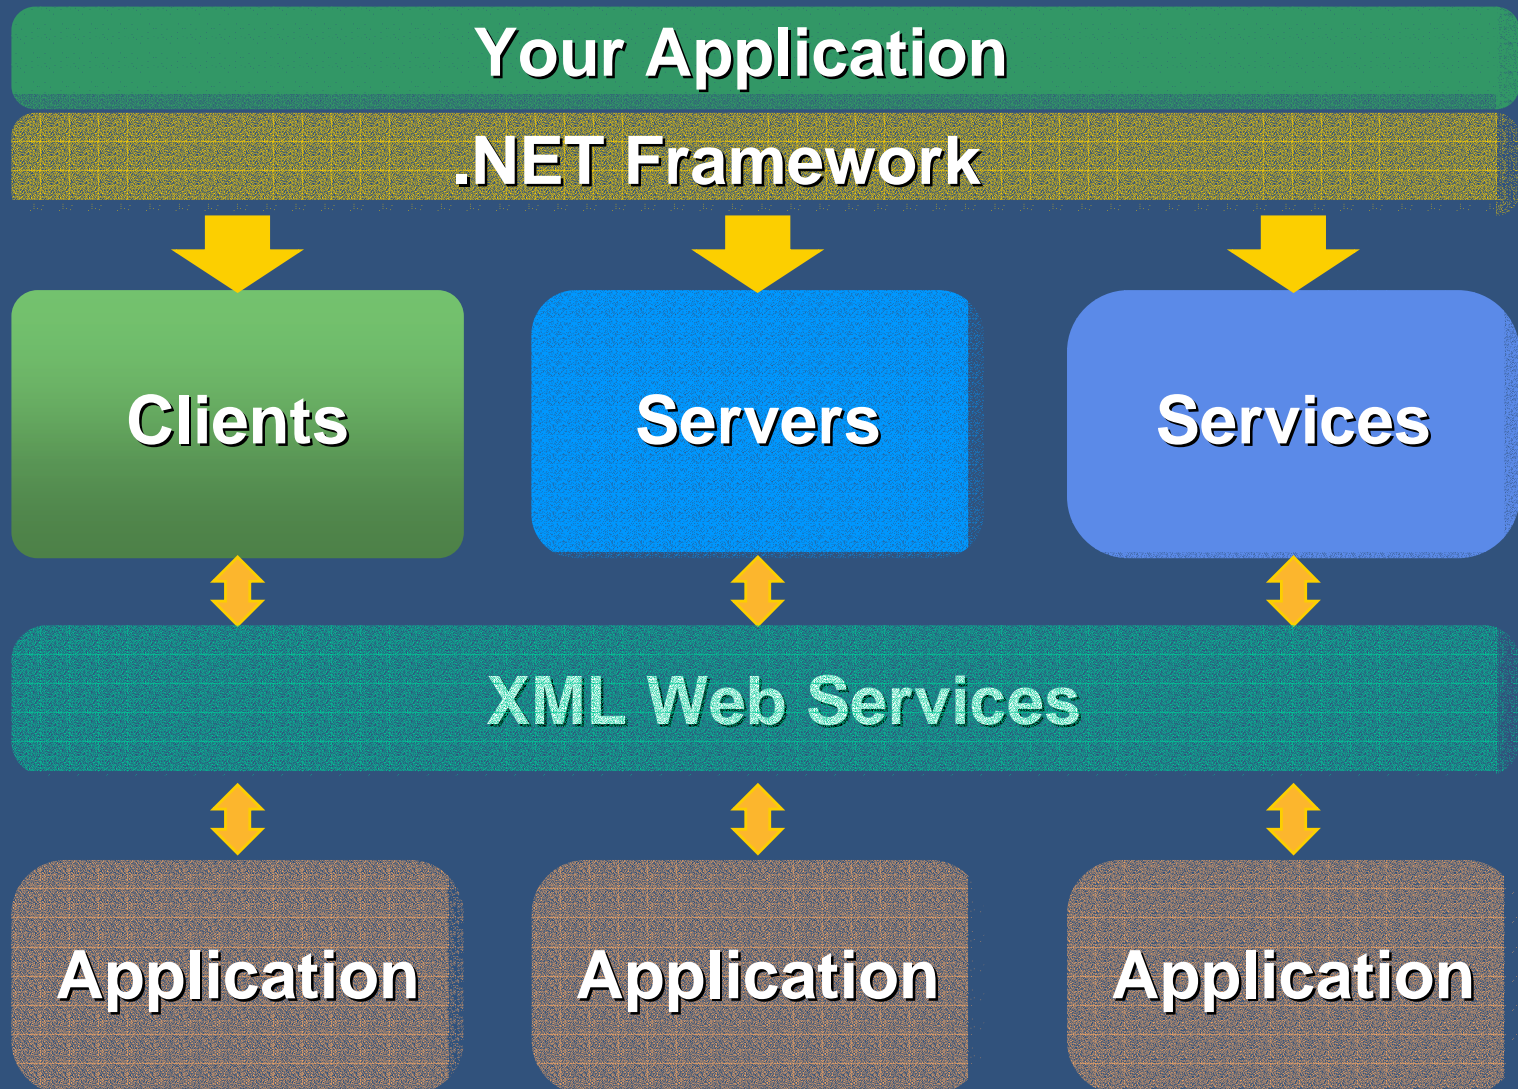 Your Application
.NET Framework
Clients
Servers
Services
XML Web Services
Application
Application
Application